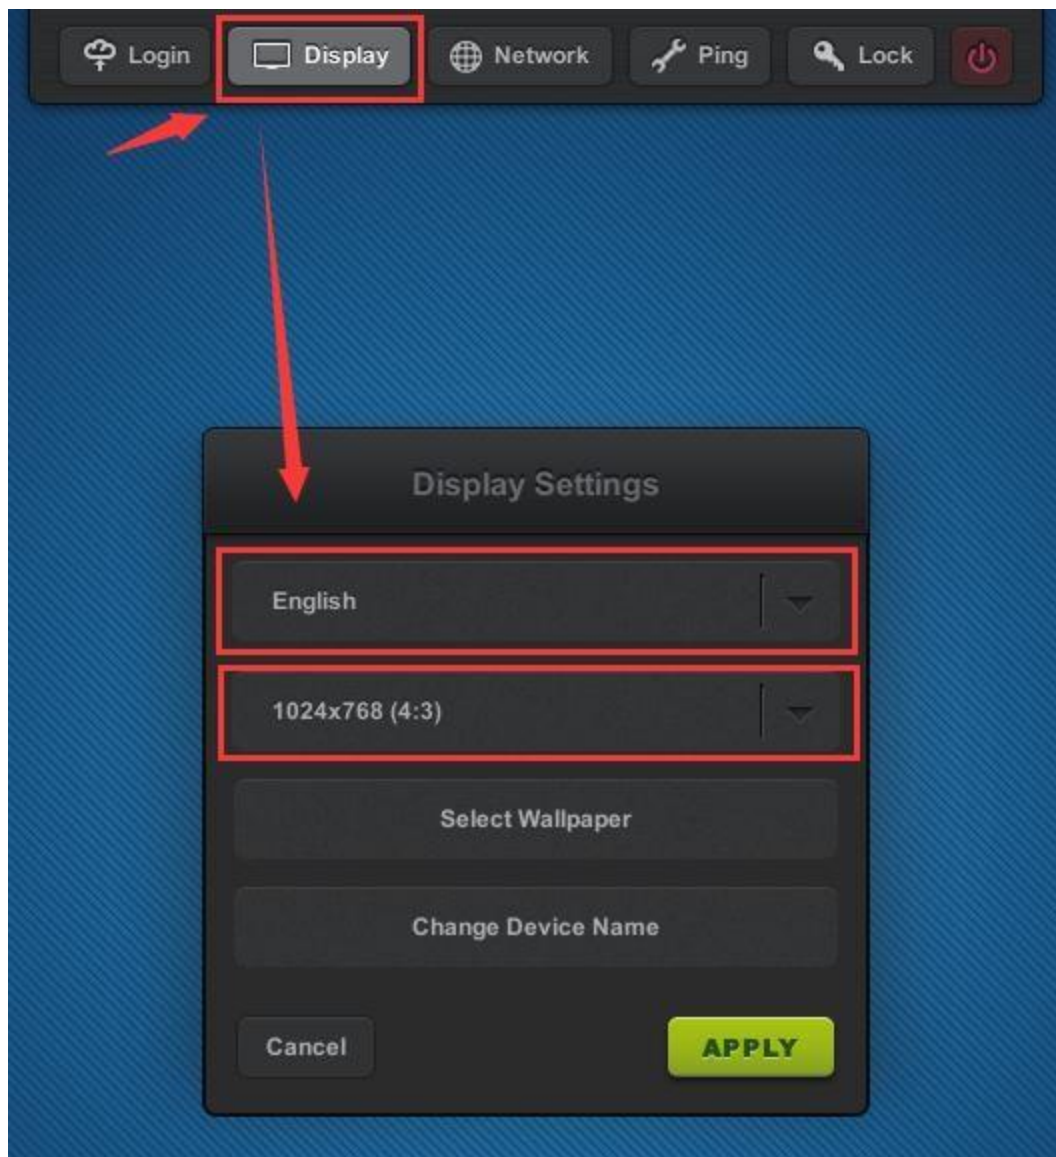 Login Display Network Ping Lock
Display Settings
English
1024x768 (4:3)
Select Wallpaper
Change Device Name
Cancel APPLY